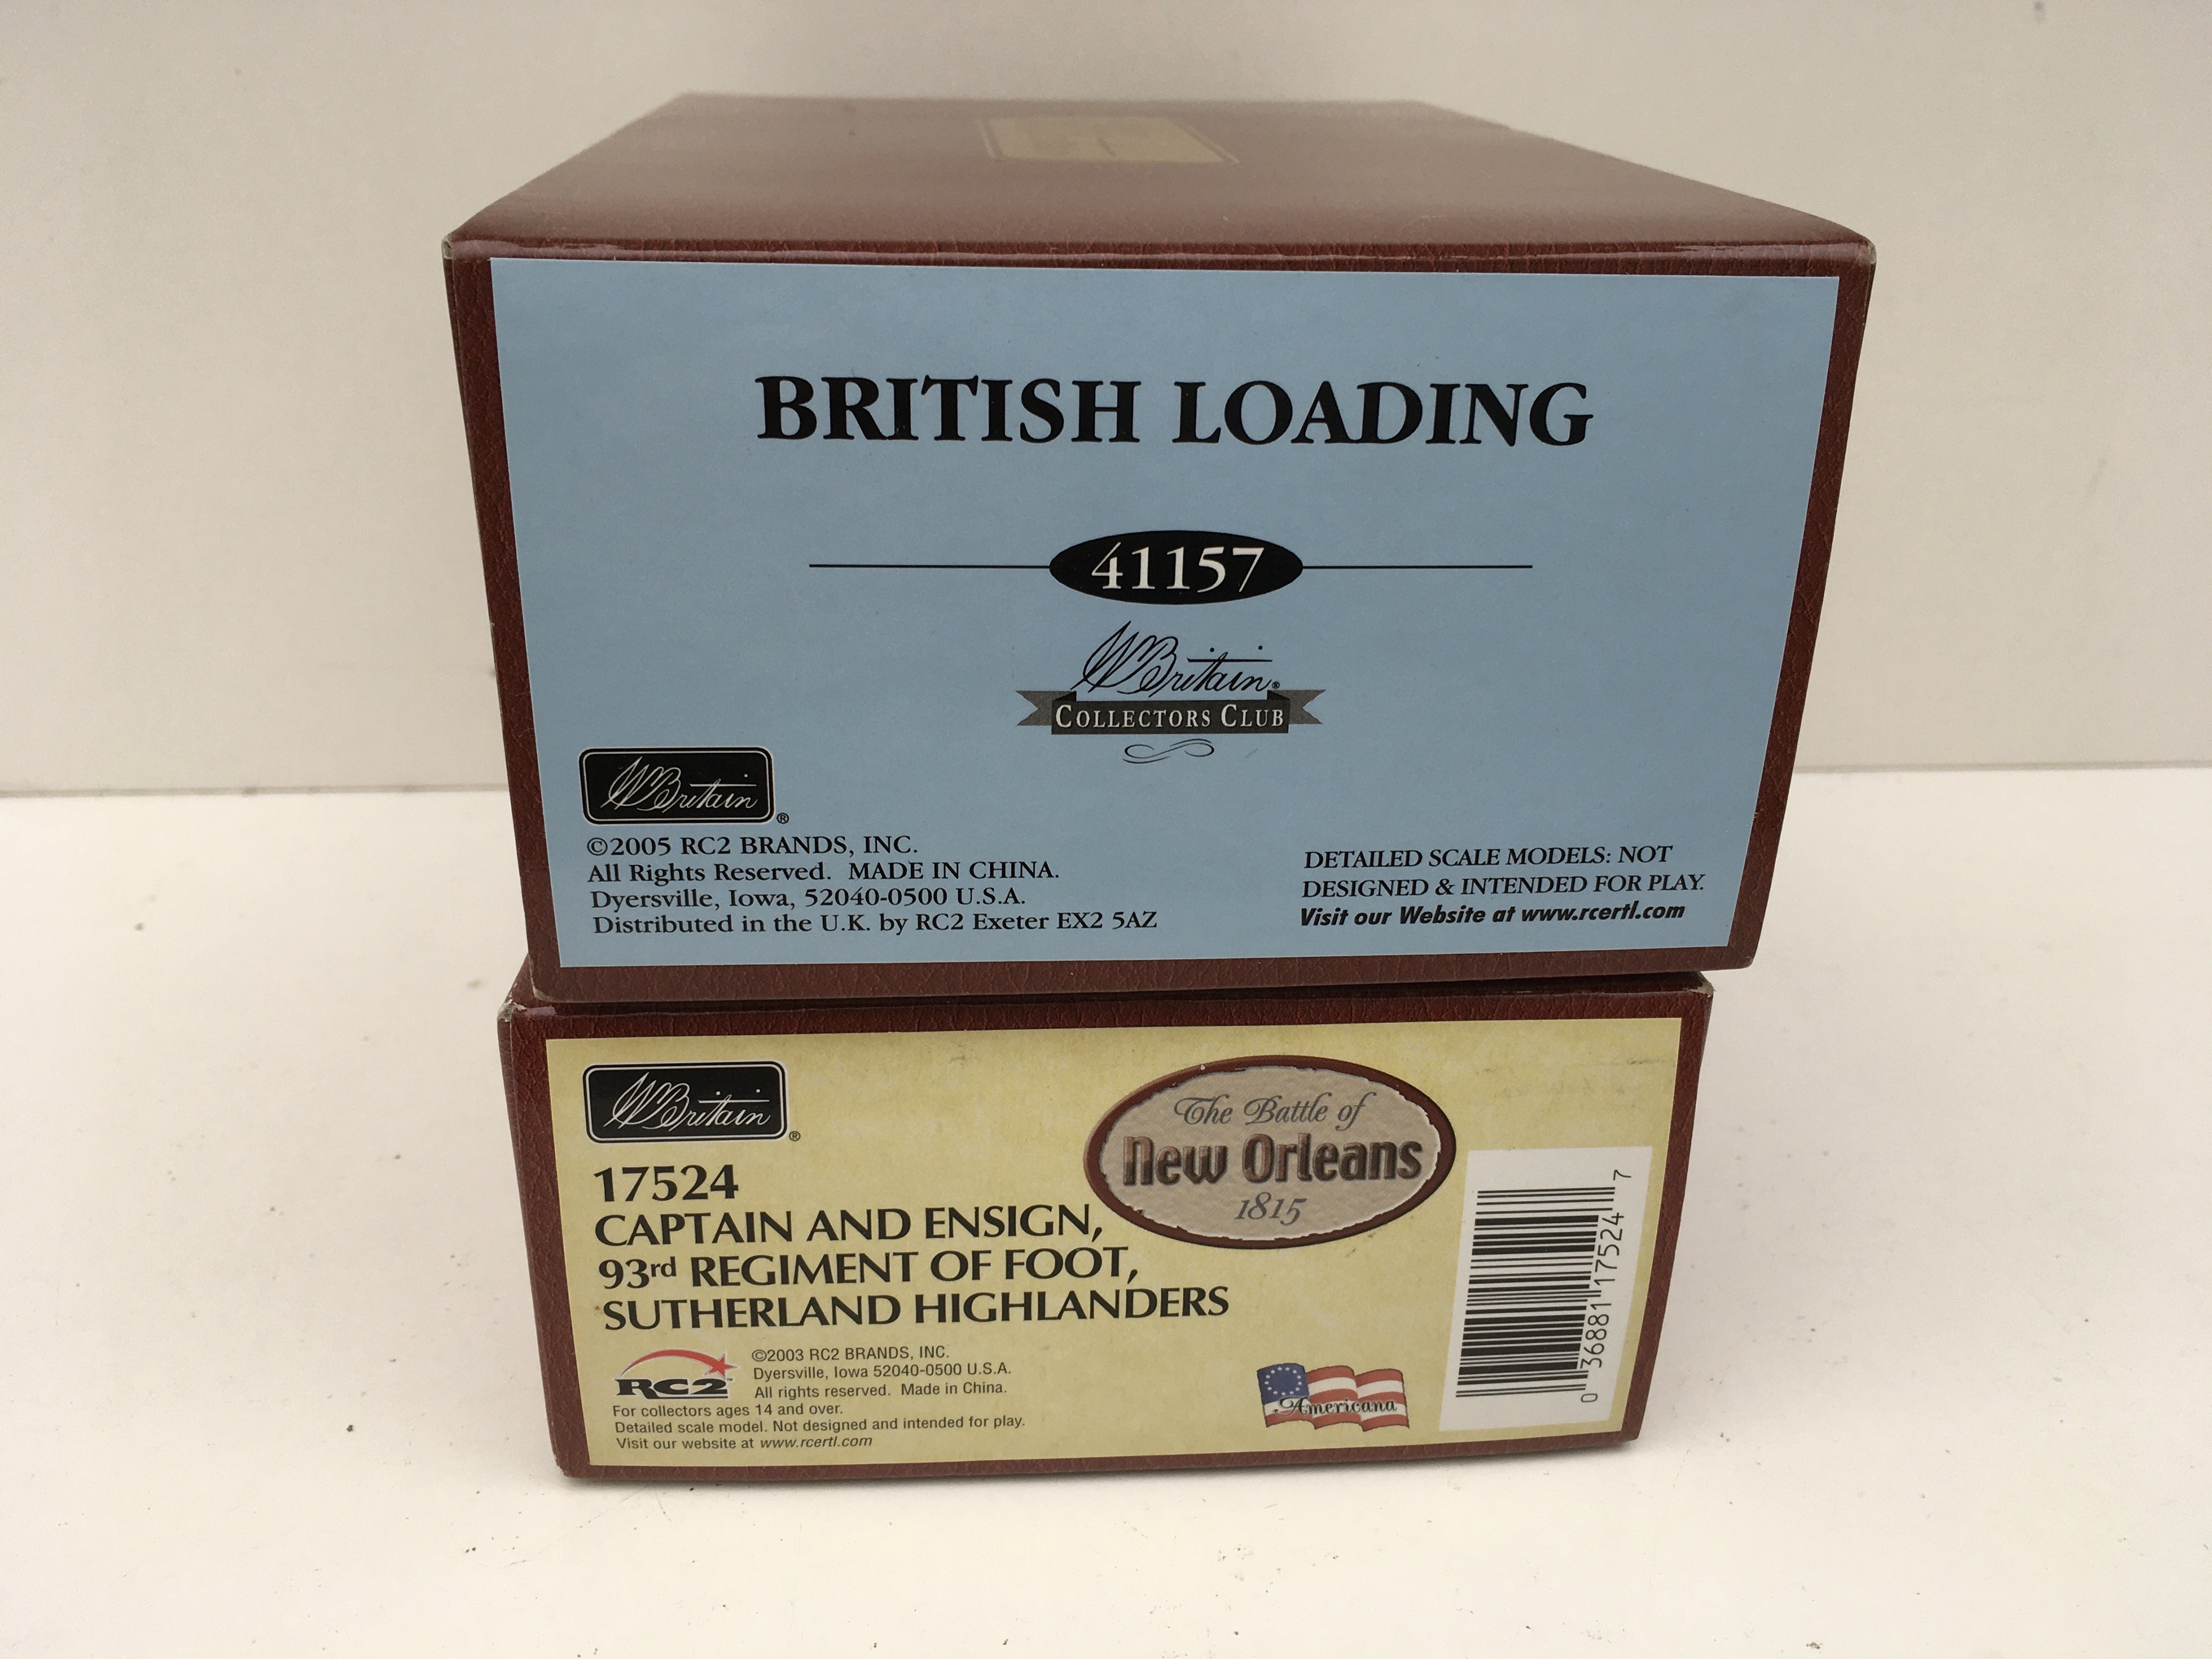 BRITISH LOADING
41157
WBritain®
COLLECTORS CLUB
WBritain®
©2005 RC2 BRANDS, INC.
All Rights Reserved. MADE IN CHINA.
Dyersville, Iowa, 52040-0500 U.S.A.
Distributed in the U.K. by RC2 Exeter EX2 5AZ
DETAILED SCALE MODELS: NOT
DESIGNED & INTENDED FOR PLAY.
Visit our Website at www.rcertl.com
WBritain®
The Battle of
New Orleans
1815
17524
CAPTAIN AND ENSIGN,
93rd REGIMENT OF FOOT,
SUTHERLAND HIGHLANDERS
RC2™
©2003 RC2 BRANDS, INC.
Dyersville, Iowa 52040-0500 U.S.A.
All rights reserved. Made in China.
For collectors ages 14 and over.
Detailed scale model. Not designed and intended for play.
Visit our website at www.rcertl.com
Americana
0 36881 17524 7